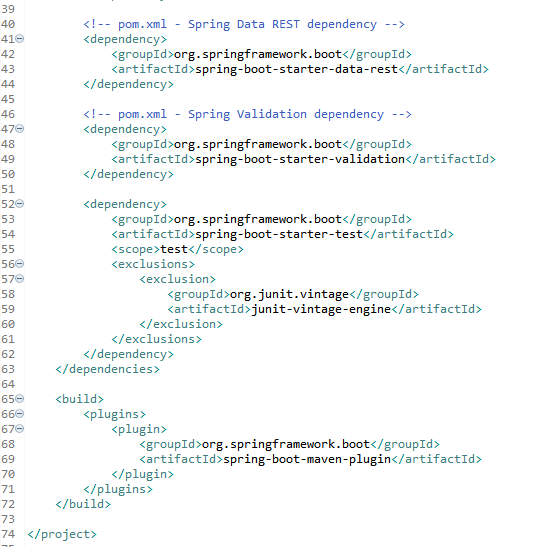 39
40 <!-- pom.xml - Spring Data REST dependency -->
41 <dependency>
42 <groupId>org.springframework.boot</groupId>
43 <artifactId>spring-boot-starter-data-rest</artifactId>
44 </dependency>
45
46 <!-- pom.xml - Spring Validation dependency -->
47 <dependency>
48 <groupId>org.springframework.boot</groupId>
49 <artifactId>spring-boot-starter-validation</artifactId>
50 </dependency>
51
52 <dependency>
53 <groupId>org.springframework.boot</groupId>
54 <artifactId>spring-boot-starter-test</artifactId>
55 <scope>test</scope>
56 <exclusions>
57 <exclusion>
58 <groupId>org.junit.vintage</groupId>
59 <artifactId>junit-vintage-engine</artifactId>
60 </exclusion>
61 </exclusions>
62 </dependency>
63 </dependencies>
64
65 <build>
66 <plugins>
67 <plugin>
68 <groupId>org.springframework.boot</groupId>
69 <artifactId>spring-boot-maven-plugin</artifactId>
70 </plugin>
71 </plugins>
72 </build>
73
74 </project>